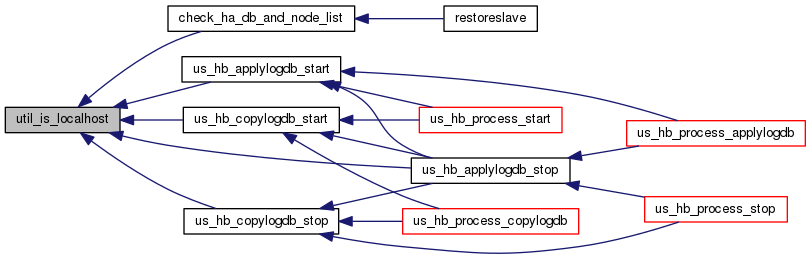 check_ha_db_and_node_list
restoreslave
us_hb_applylogdb_start
util_is_localhost
us_hb_copylogdb_start
us_hb_process_start
us_hb_process_applylogdb
us_hb_applylogdb_stop
us_hb_copylogdb_stop
us_hb_process_copylogdb
us_hb_process_stop